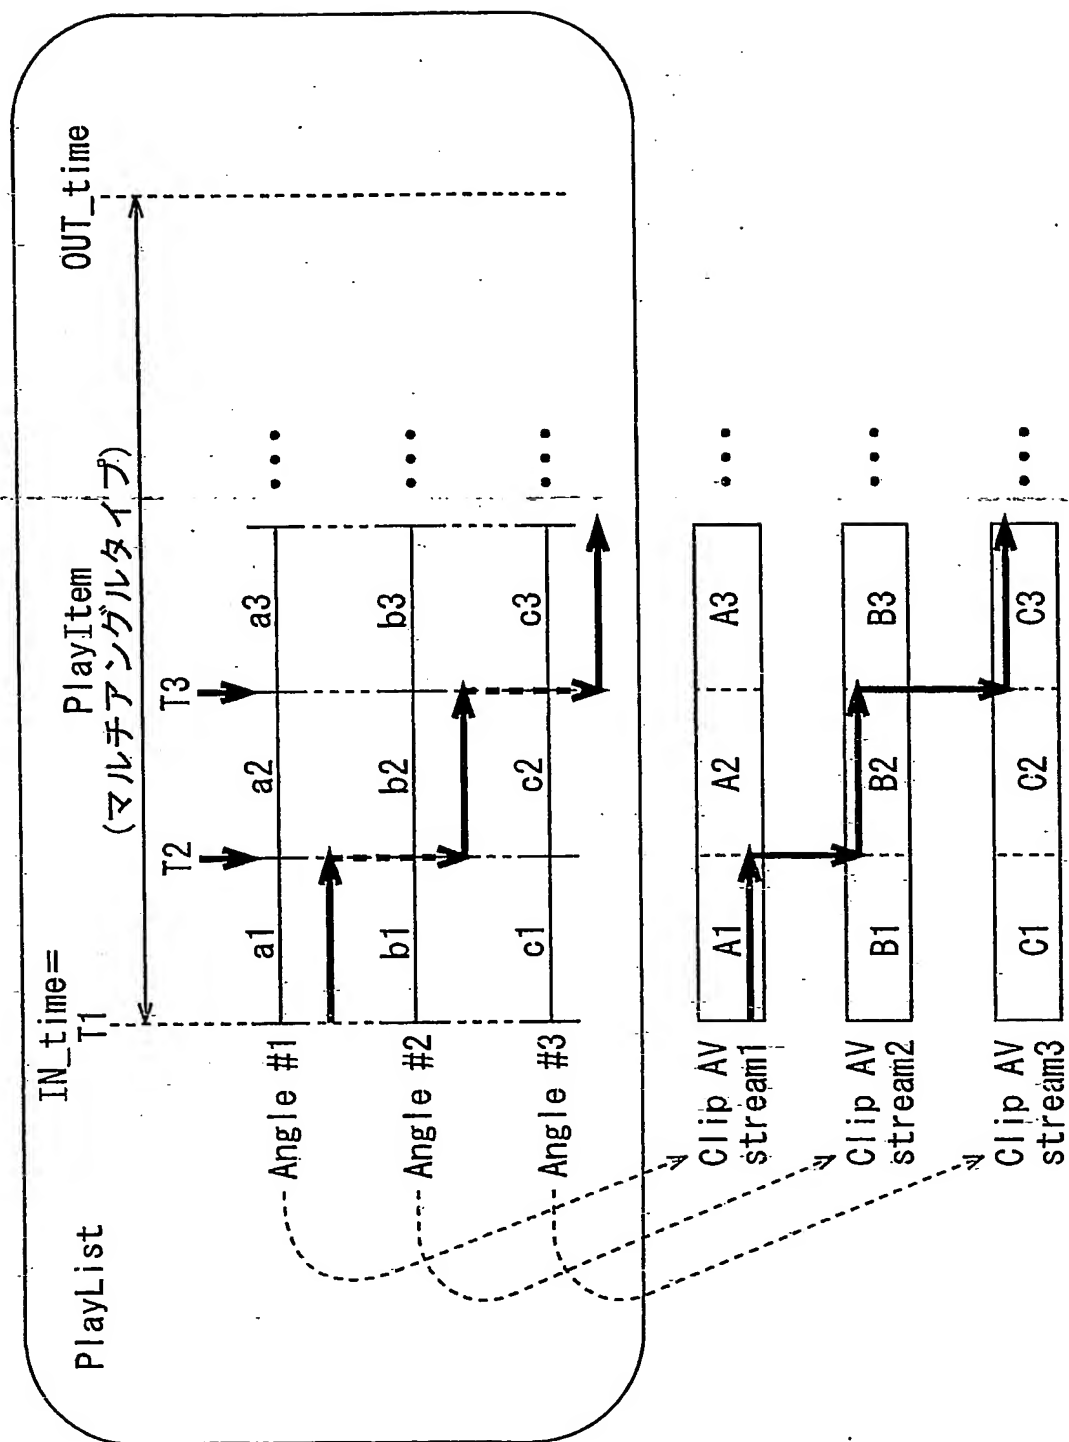 PlayList
IN_time=
T1
PlayItem
(マルチアングルタイプ)
OUT_time
T2
T3
Angle #1
a1
a2
a3
Angle #2
b1
b2
b3
Angle #3
c1
c2
c3
Clip AV
stream1
A1
A2
A3
Clip AV
stream2
B1
B2
B3
Clip AV
stream3
C1
C2
C3